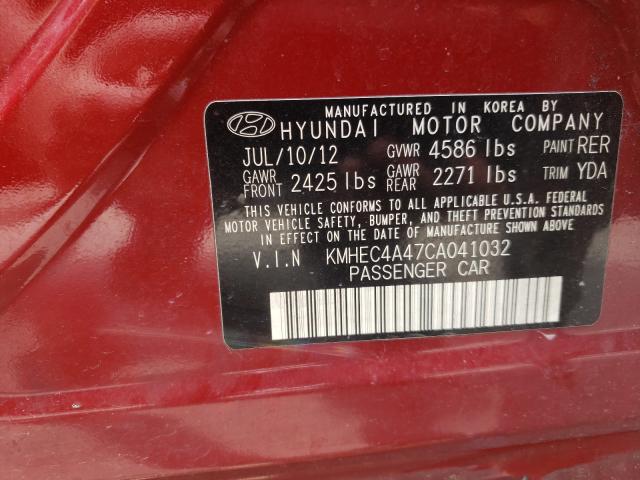 MANUFACTURED IN KOREA BY
HYUNDAI MOTOR COMPANY
JUL/10/12 GVWR 4586 lbs PAINT RER
GAWR FRONT 2425 lbs GAWR REAR 2271 lbs TRIM YDA
THIS VEHICLE CONFORMS TO ALL APPLICABLE U.S.A. FEDERAL
MOTOR VEHICLE SAFETY, BUMPER, AND THEFT PREVENTION STANDARDS
IN EFFECT ON THE DATE OF MANUFACTURE SHOWN ABOVE
V.I.N KMHEC4A47CA041032
PASSENGER CAR